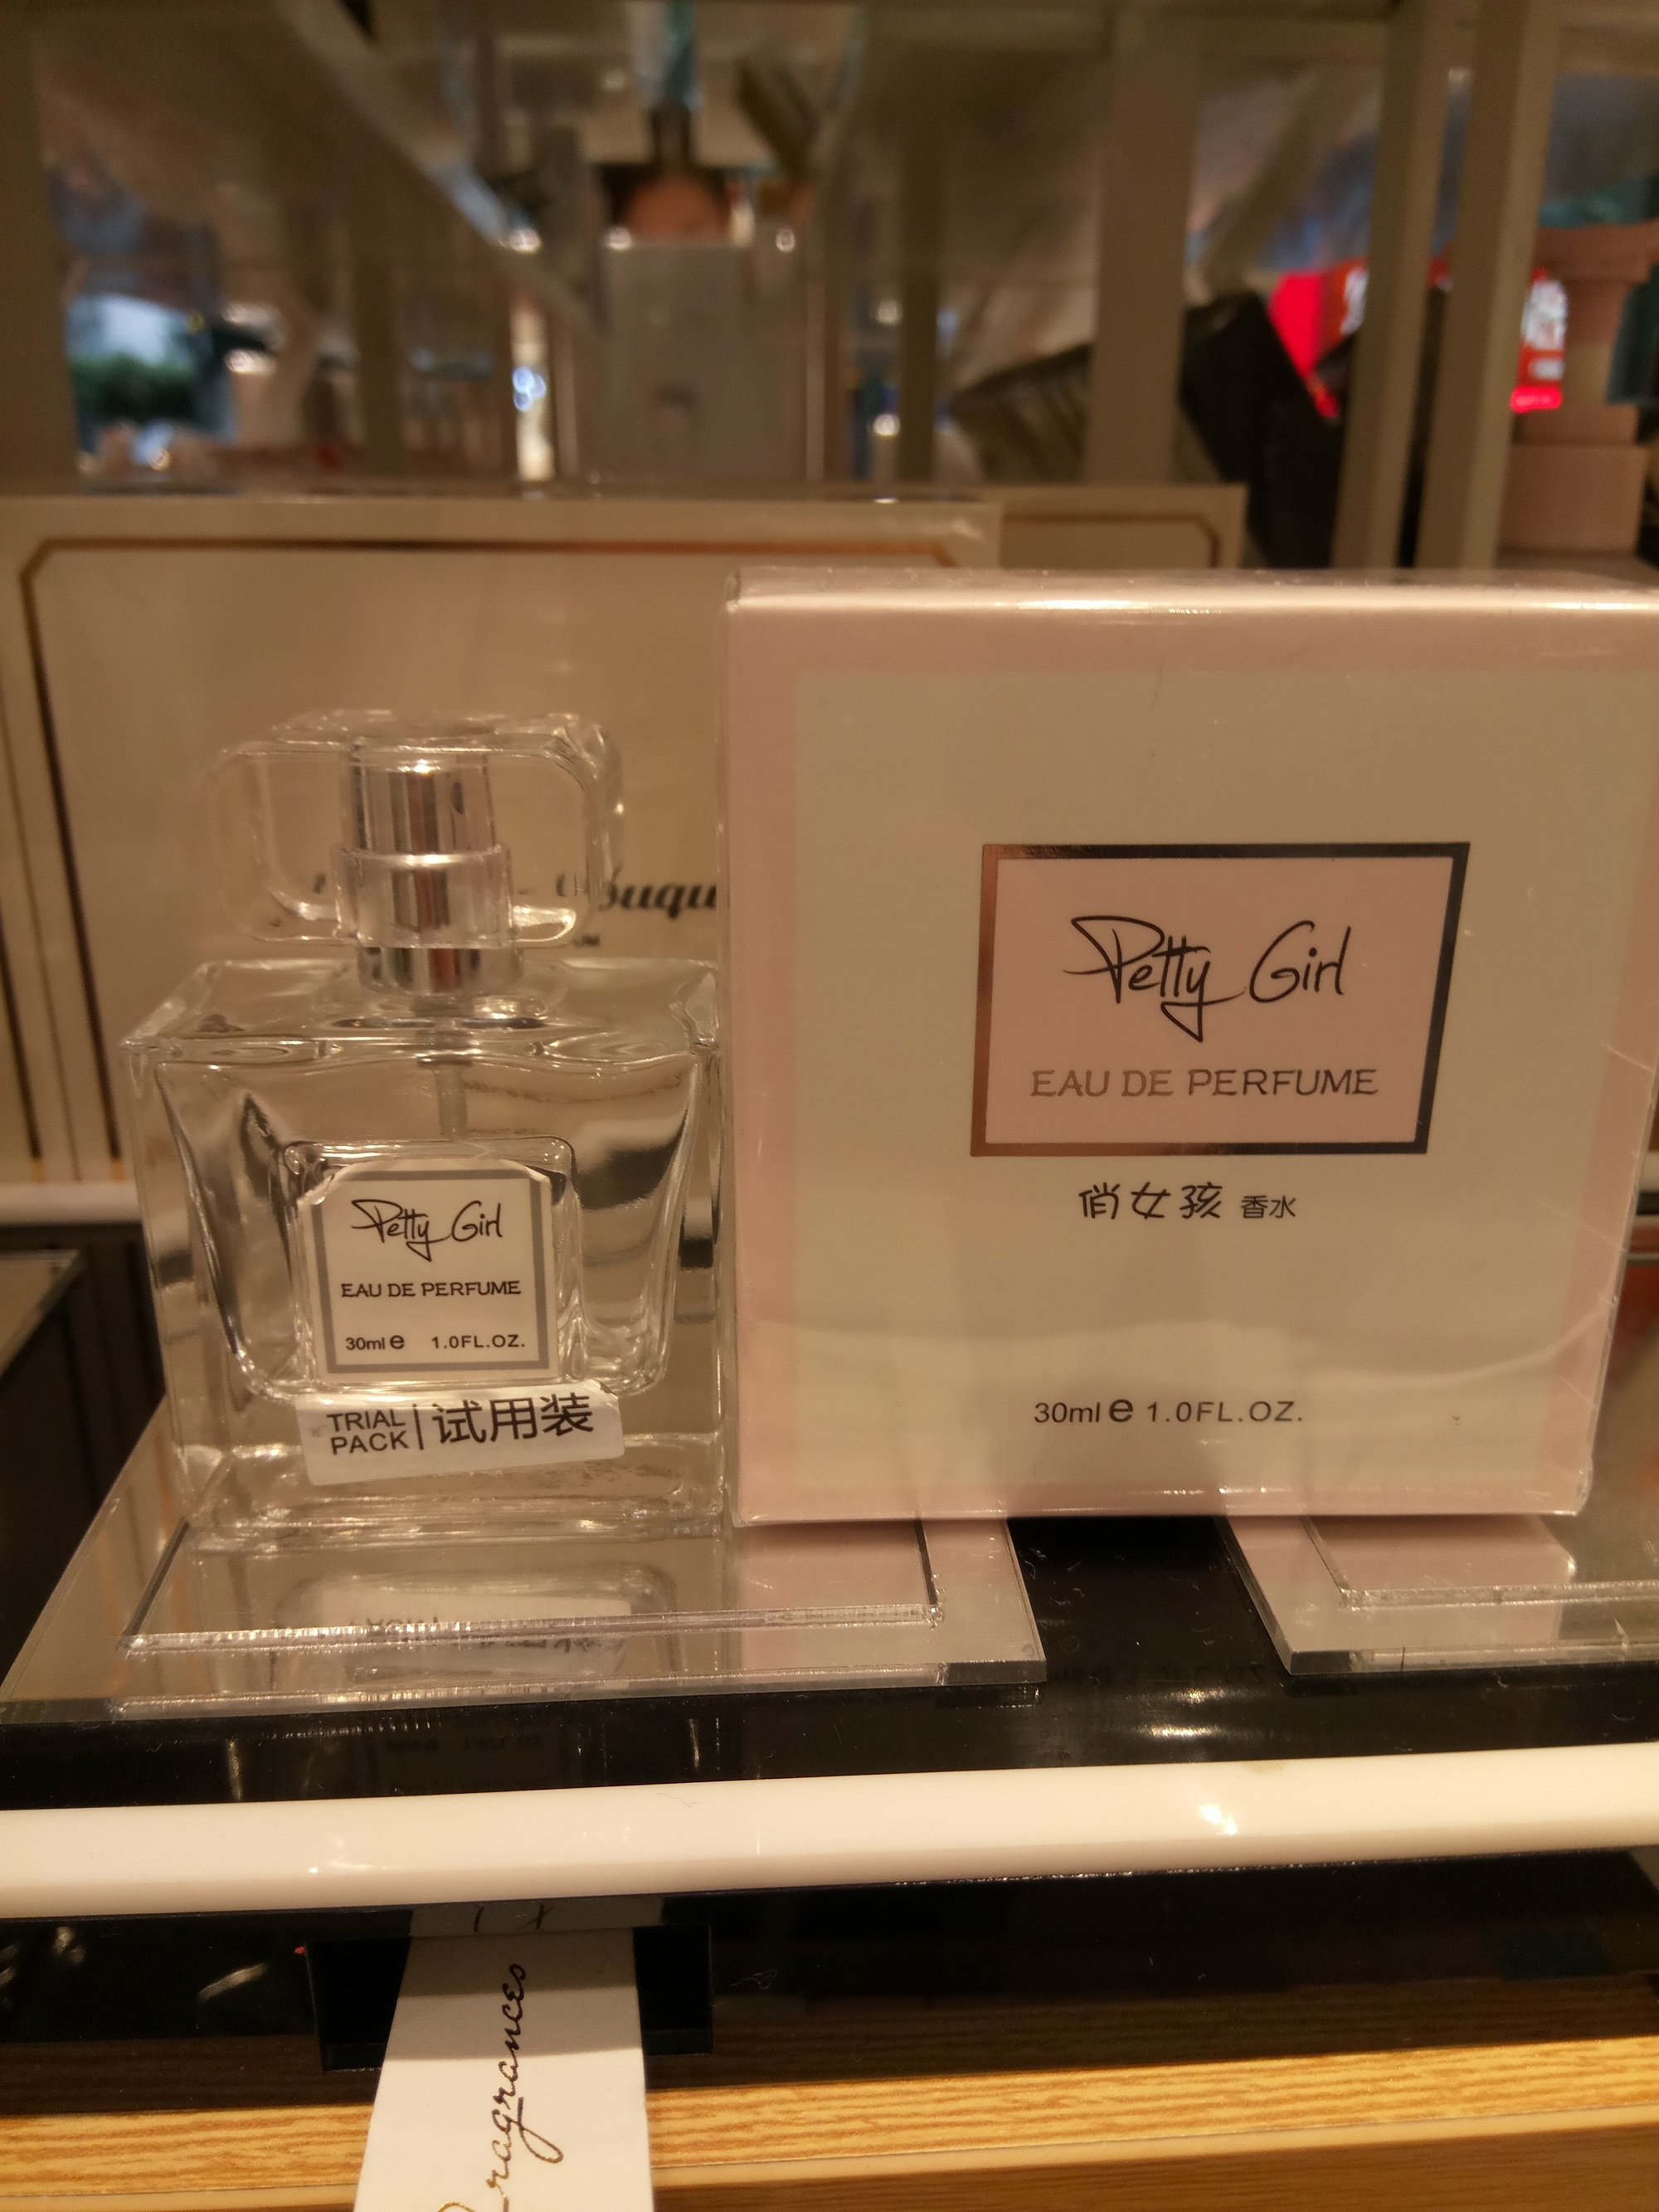 Petty Girl
EAU DE PERFUME
30ml e 1.0FL.OZ.
TRIAL PACK | 试用装
Petty Girl
EAU DE PERFUME
俏女孩 香水
30ml e 1.0FL.OZ.
Fragrances